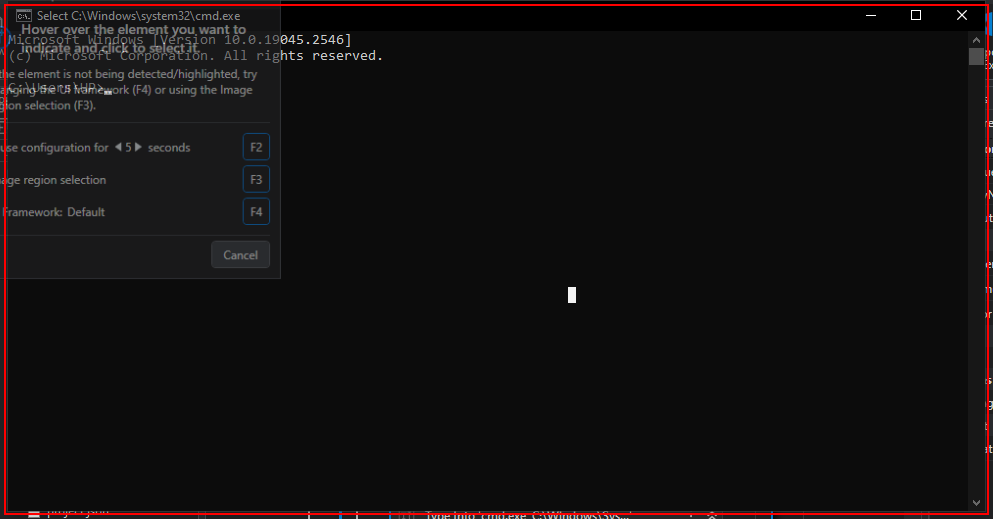 Select C:\Windows\system32\cmd.exe
Hover over the element you want to
indicate and click to select it.
Microsoft Windows [Version 10.0.19045.2546]
(c) Microsoft Corporation. All rights reserved.
the element is not being detected/highlighted, try
anging the UI framework (F4) or using the Image
gion selection (F3).
C:\Users\HP>
use configuration for 5 seconds
F2
age region selection
F3
Framework: Default
F4
Cancel
project.json
Type Into 'cmd.exe C:\Windows\Sys...'